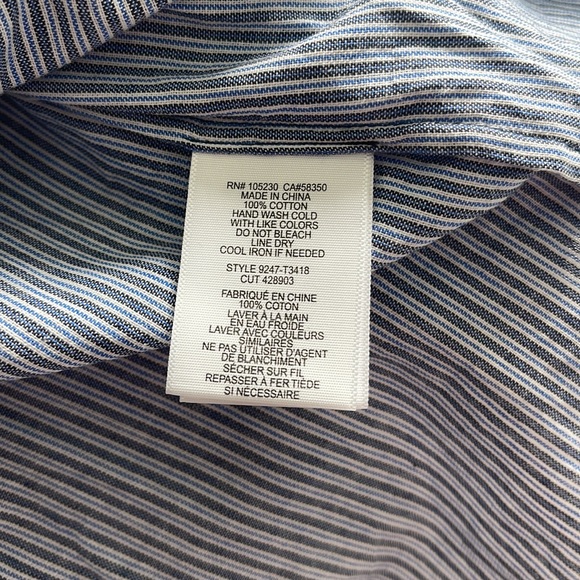 RN# 105230 CA#58350
MADE IN CHINA
100% COTTON
HAND WASH COLD
WITH LIKE COLORS
DO NOT BLEACH
LINE DRY
COOL IRON IF NEEDED
STYLE 9247-T3418
CUT 428903
FABRIQUÉ EN CHINE
100% COTON
LAVER À LA MAIN
EN EAU FROIDE
LAVER AVEC COULEURS
SIMILAIRES
NE PAS UTILISER D'AGENT
DE BLANCHIMENT
SÉCHER SUR FIL
REPASSER À FER TIÈDE
SI NÉCESSAIRE